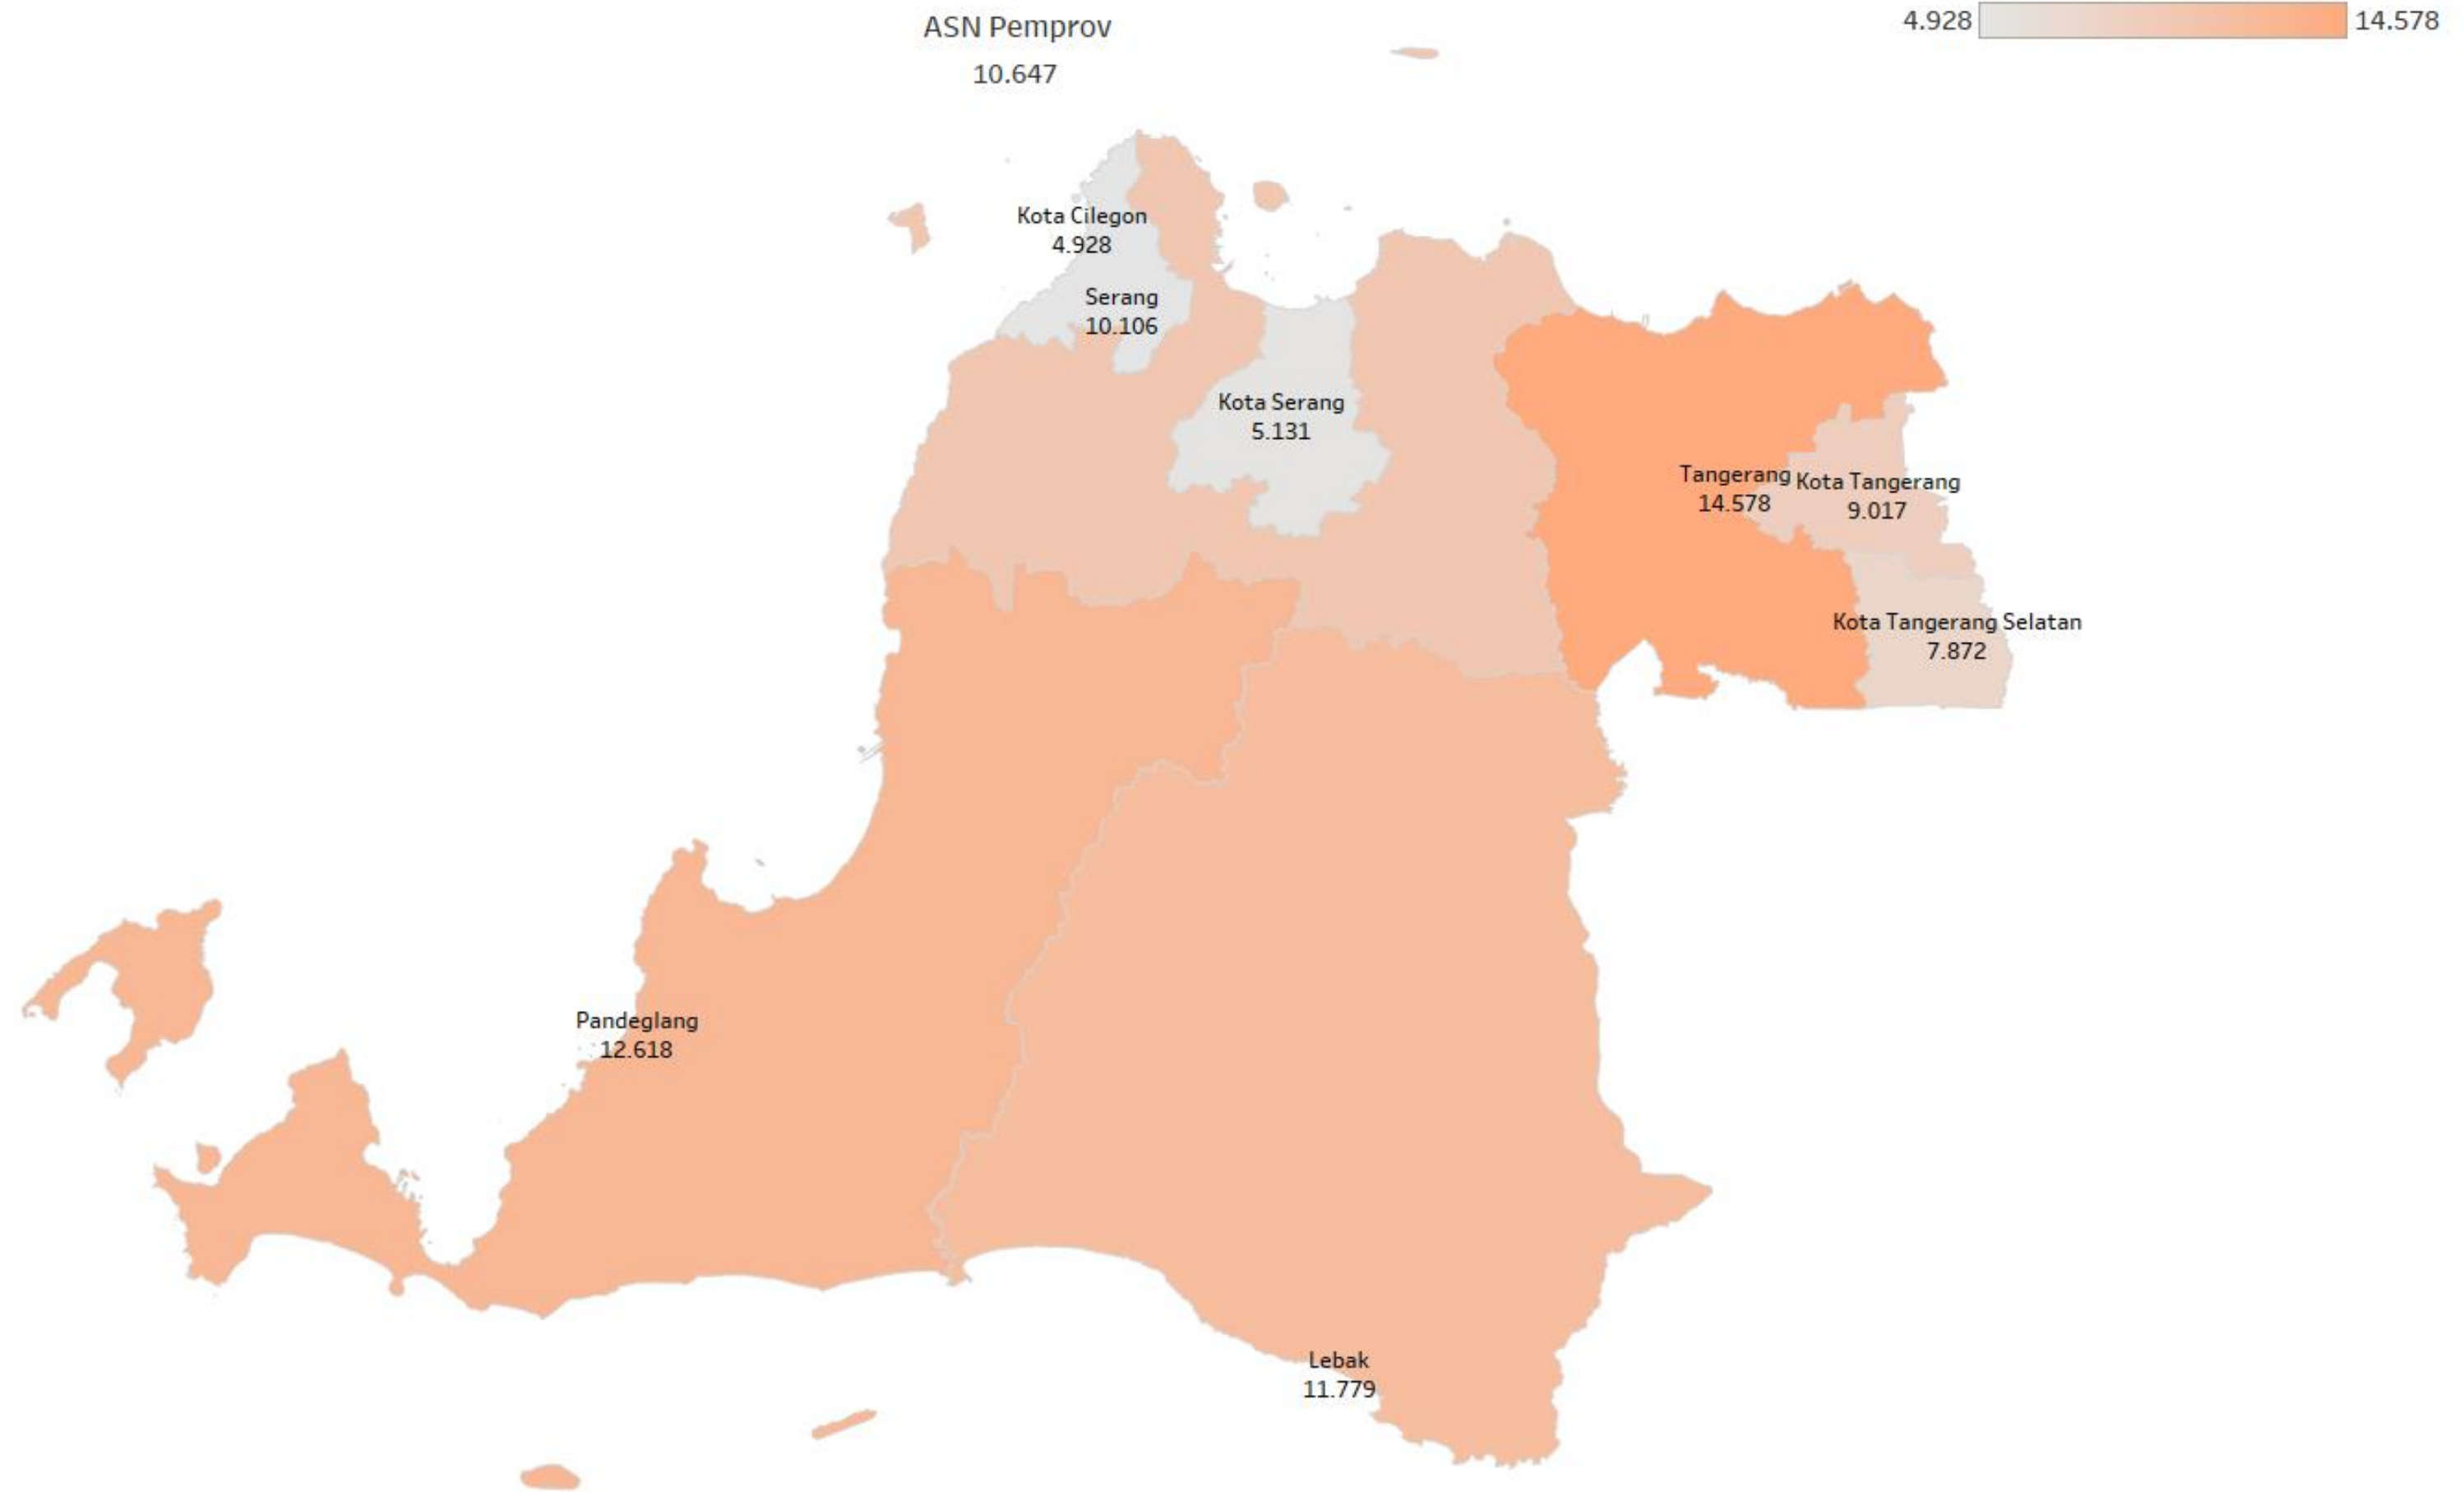 ASN Pemprov
10.647
4.928
14.578
Kota Cilegon
4.928
Serang
10.106
Kota Serang
5.131
Tangerang
14.578
Kota Tangerang
9.017
Kota Tangerang Selatan
7.872
Pandeglang
12.618
Lebak
11.779